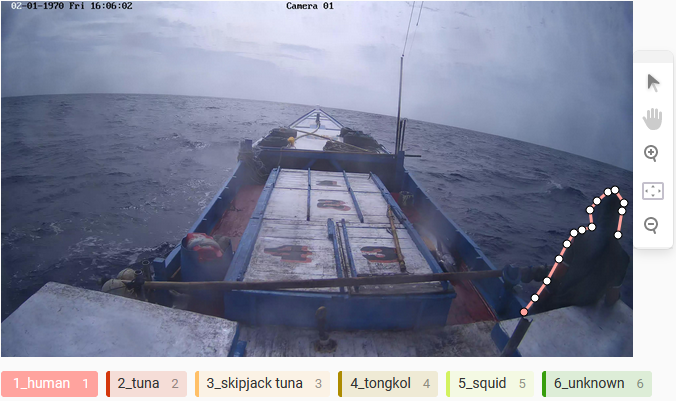 02-01-1970 Fri 16:06:02
Camera 01
1_human 1
2_tuna 2
3_skipjack tuna 3
4_tongkol 4
5_squid 5
6_unknown 6